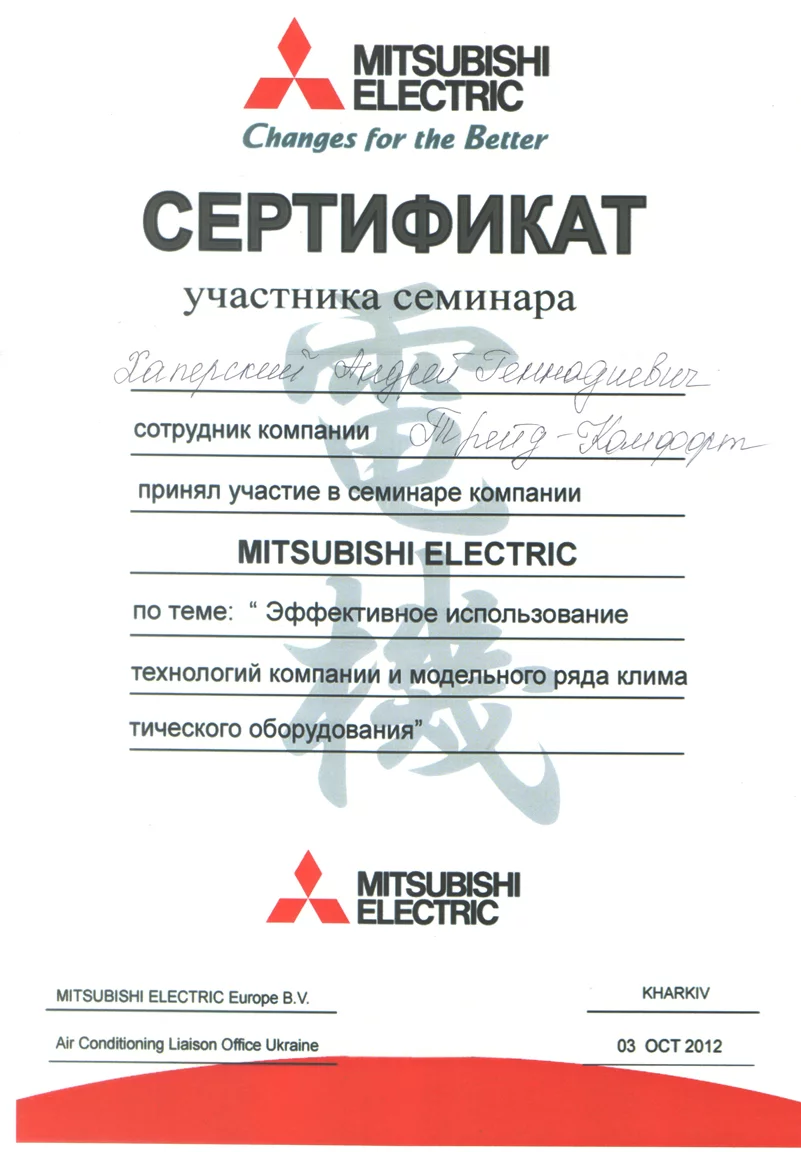 MITSUBISHI
ELECTRIC
Changes for the Better
СЕРТИФИКАТ
участника семинара
Хаперский Андрей Геннадиевич
сотрудник компании Трейд-Комфорт
принял участие в семинаре компании
MITSUBISHI ELECTRIC
по теме: “ Эффективное использование
технологий компании и модельного ряда клима
тического оборудования”
電機
MITSUBISHI
ELECTRIC
MITSUBISHI ELECTRIC Europe B.V.
KHARKIV
Air Conditioning Liaison Office Ukraine
03 OCT 2012